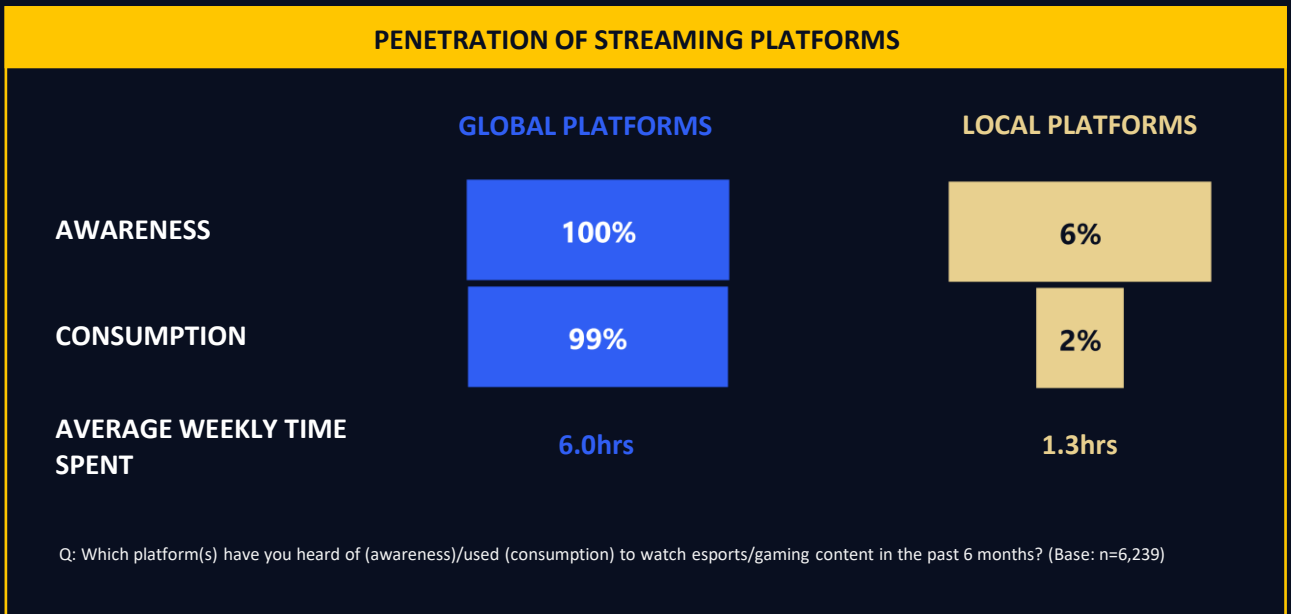 PENETRATION OF STREAMING PLATFORMS
GLOBAL PLATFORMS
LOCAL PLATFORMS
AWARENESS
100%
6%
CONSUMPTION
99%
2%
AVERAGE WEEKLY TIME
SPENT
6.0hrs
1.3hrs
Q: Which platform(s) have you heard of (awareness)/used (consumption) to watch esports/gaming content in the past 6 months? (Base: n=6,239)